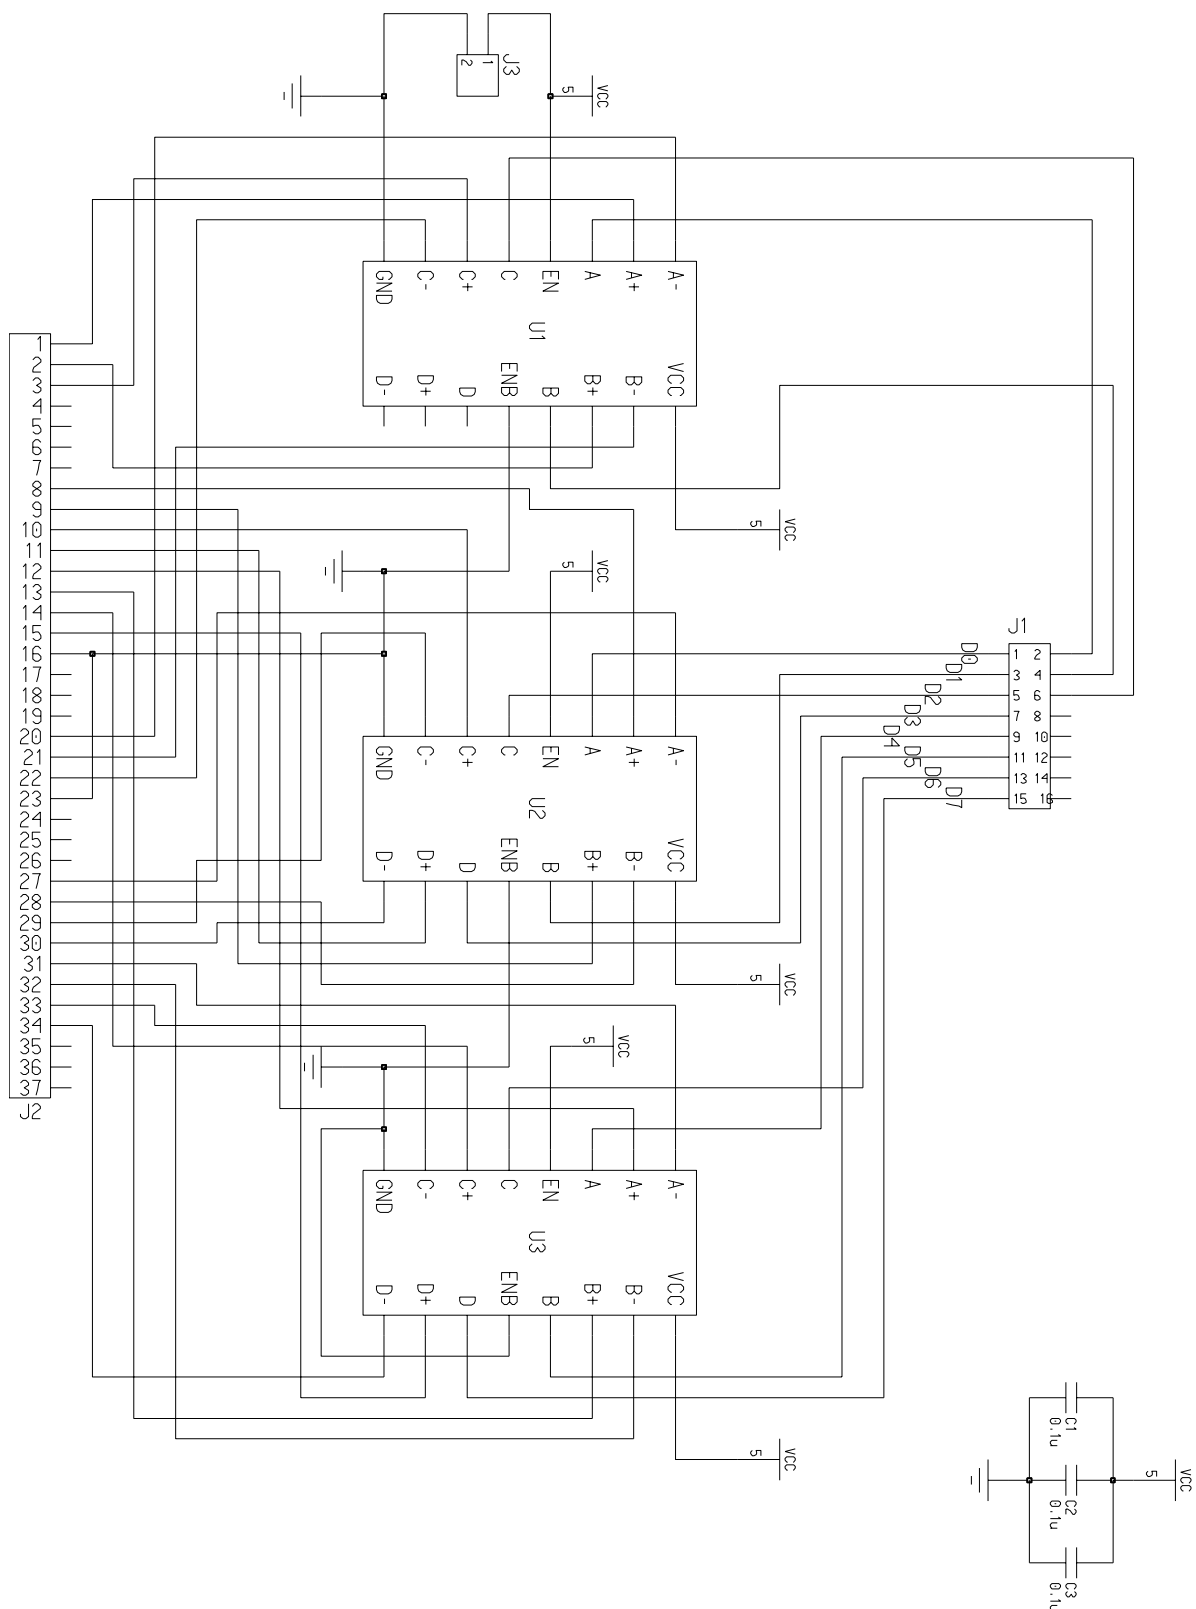 J3
1
2
VCC
5
GND
C-
C+
C
EN
A
A+
A-
U1
D-
D+
D
ENB
B
B+
B-
VCC
VCC
5
VCC
5
GND
C-
C+
C
EN
A
A+
A-
U2
D-
D+
D
ENB
B
B+
B-
VCC
VCC
5
VCC
5
GND
C-
C+
C
EN
A
A+
A-
U3
D-
D+
D
ENB
B
B+
B-
VCC
VCC
5
1
2
3
4
5
6
7
8
9
10
11
12
13
14
15
16
17
18
19
20
21
22
23
24
25
26
27
28
29
30
31
32
33
34
35
36
37
J2
J1
1 2
3 4
5 6
7 8
9 10
11 12
13 14
15 16
D0
D1
D2
D3
D4
D5
D6
D7
VCC
5
C1
0.1u
C2
0.1u
C3
0.1u